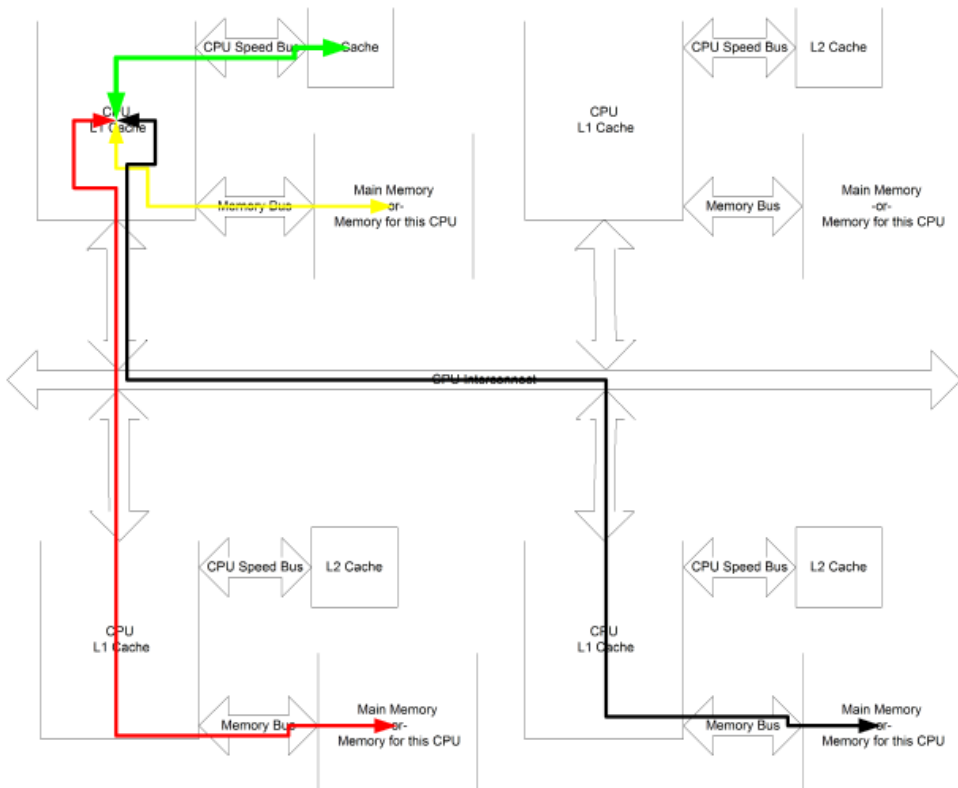 CPU Speed Bus
Cache
CPU Speed Bus
L2 Cache
CPU
L1 Cache
CPU
L1 Cache
Memory Bus
Main Memory
-or-
Memory for this CPU
Memory Bus
Main Memory
-or-
Memory for this CPU
CPU Interconnect
CPU Speed Bus
L2 Cache
CPU Speed Bus
L2 Cache
CPU
L1 Cache
CPU
L1 Cache
Memory Bus
Main Memory
-or-
Memory for this CPU
Memory Bus
Main Memory
-or-
Memory for this CPU